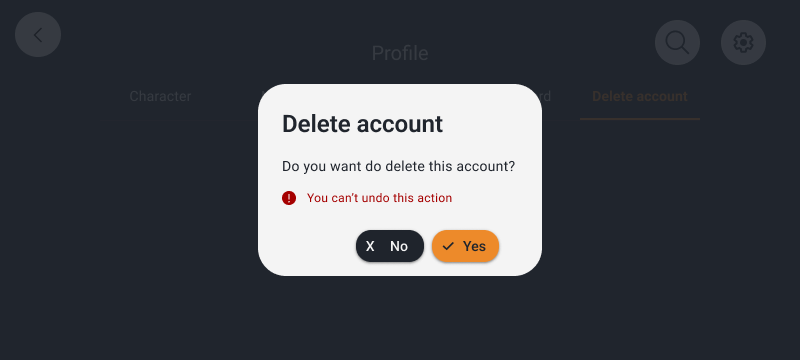 Profile
Character
rd
Delete account
Delete account
Do you want do delete this account?
You can't undo this action
X No
Yes